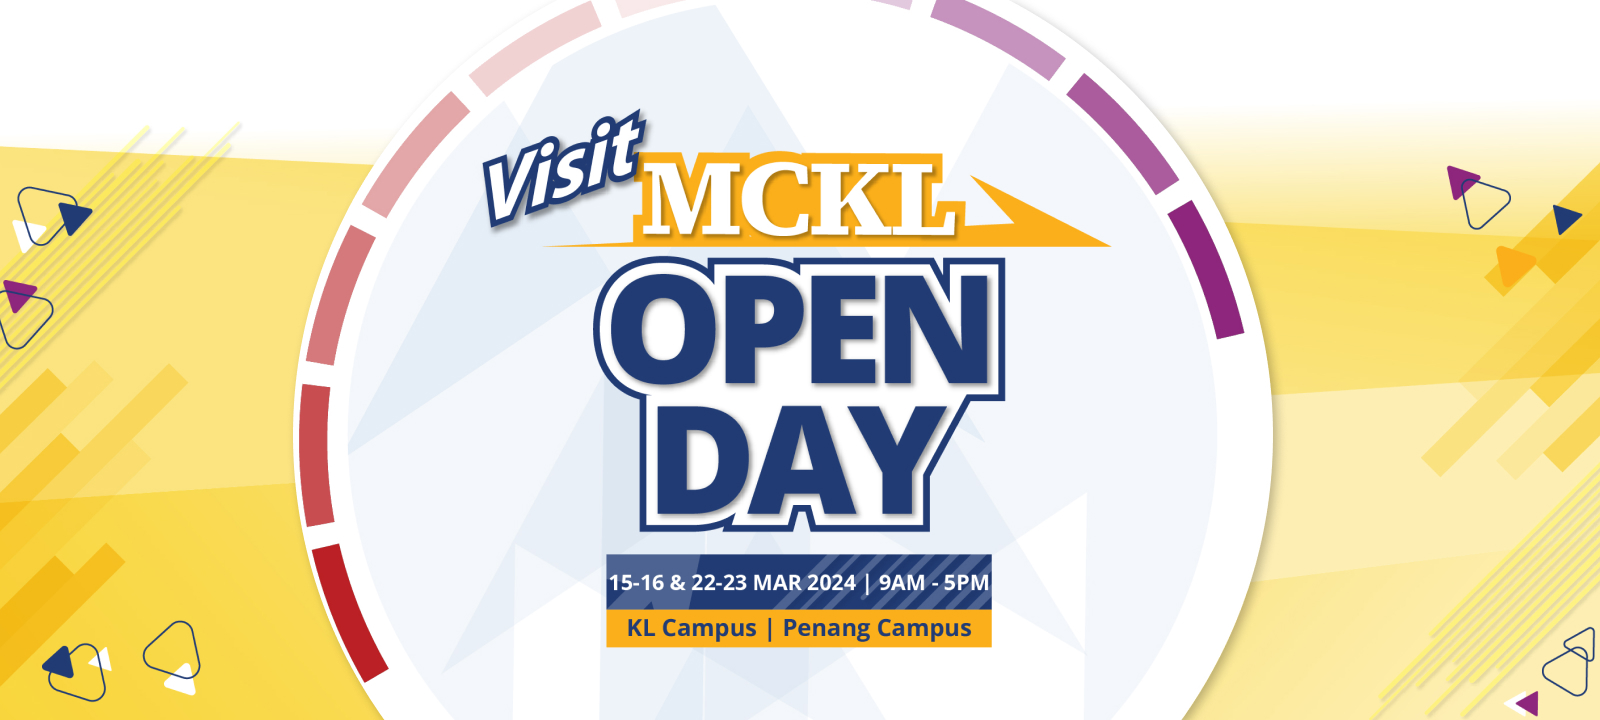 Visit
MCKL
OPEN
DAY
15-16 & 22-23 MAR 2024 | 9AM - 5PM
KL Campus | Penang Campus